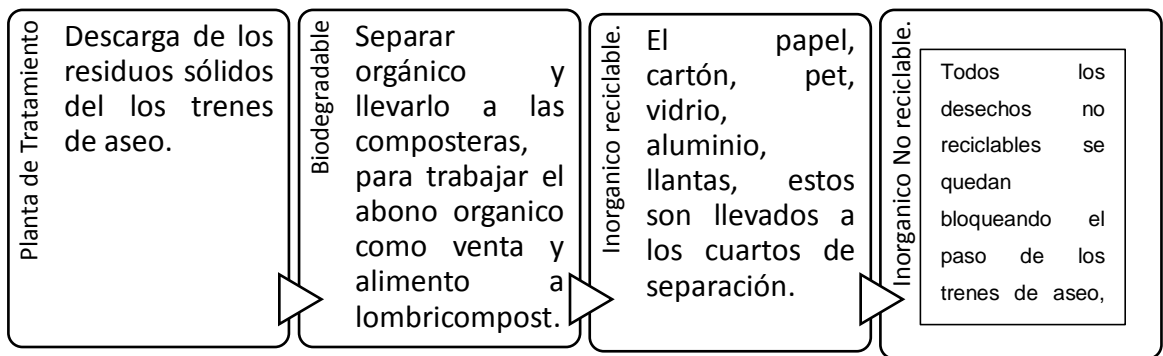 Planta de Tratamiento
Descarga de los
residuos sólidos
del los trenes
de aseo.
Biodegradable
Separar
orgánico y
llevarlo a las
composteras,
para trabajar el
abono organico
como venta y
alimento a
lombricompost.
Inorganico reciclable.
El papel,
cartón, pet,
vidrio,
aluminio,
llantas, estos
son llevados a
los cuartos de
separación.
Inorganico No reciclable.
Todos los
desechos no
reciclables se
quedan
bloqueando el
paso de los
trenes de aseo,